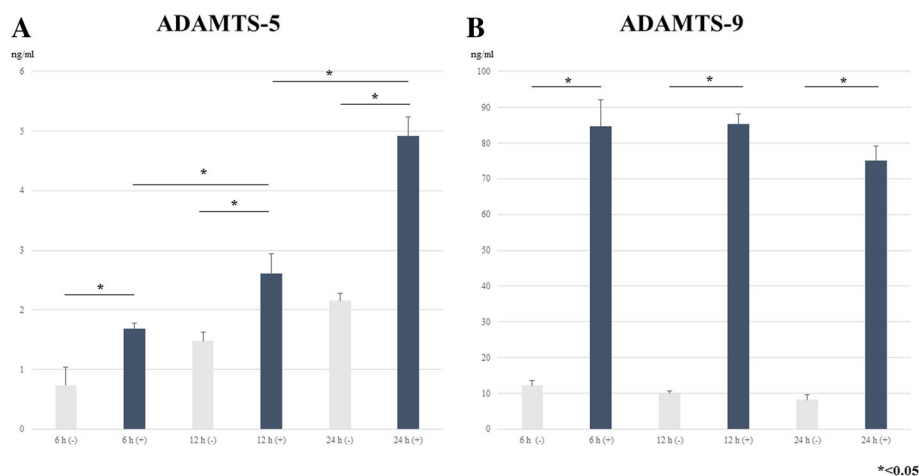 A
ADAMTS-5
ng/ml
6
5
4
3
2
1
0
*
*
*
*
*
6 h (-) 6 h (+) 12 h (-) 12 h (+) 24 h (-) 24 h (+)
B
ADAMTS-9
ng/ml
100
90
80
70
60
50
40
30
20
10
0
* * *
6 h (-) 6 h (+) 12 h (-) 12 h (+) 24 h (-) 24 h (+)
*<0.05